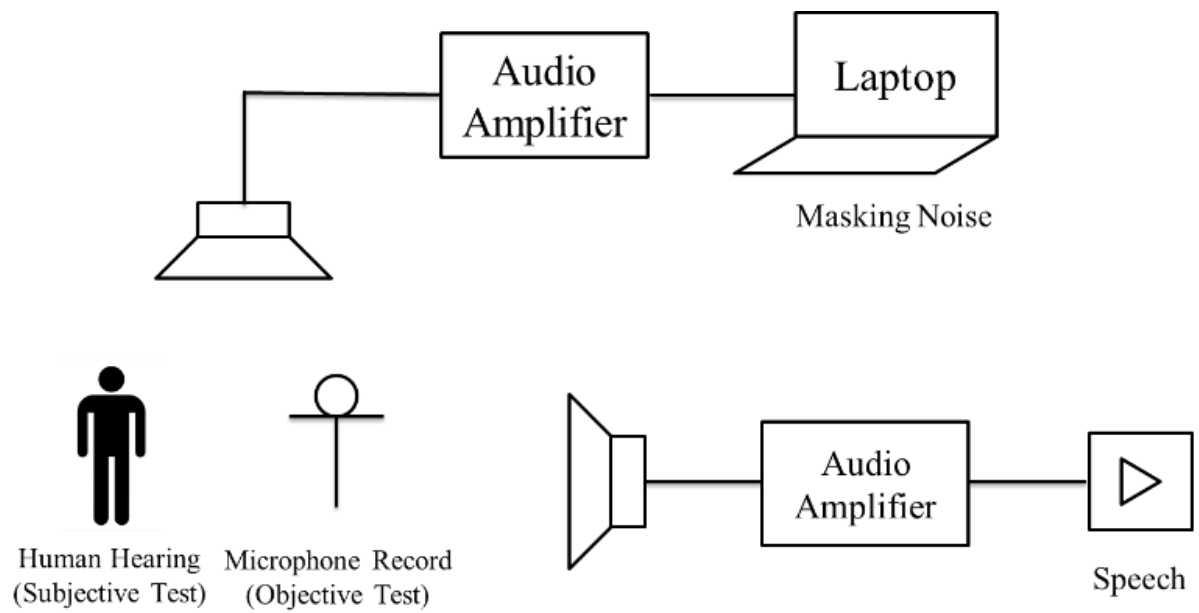 Audio
Amplifier
Laptop
Masking Noise
Human Hearing
(Subjective Test)
Microphone Record
(Objective Test)
Audio
Amplifier
Speech